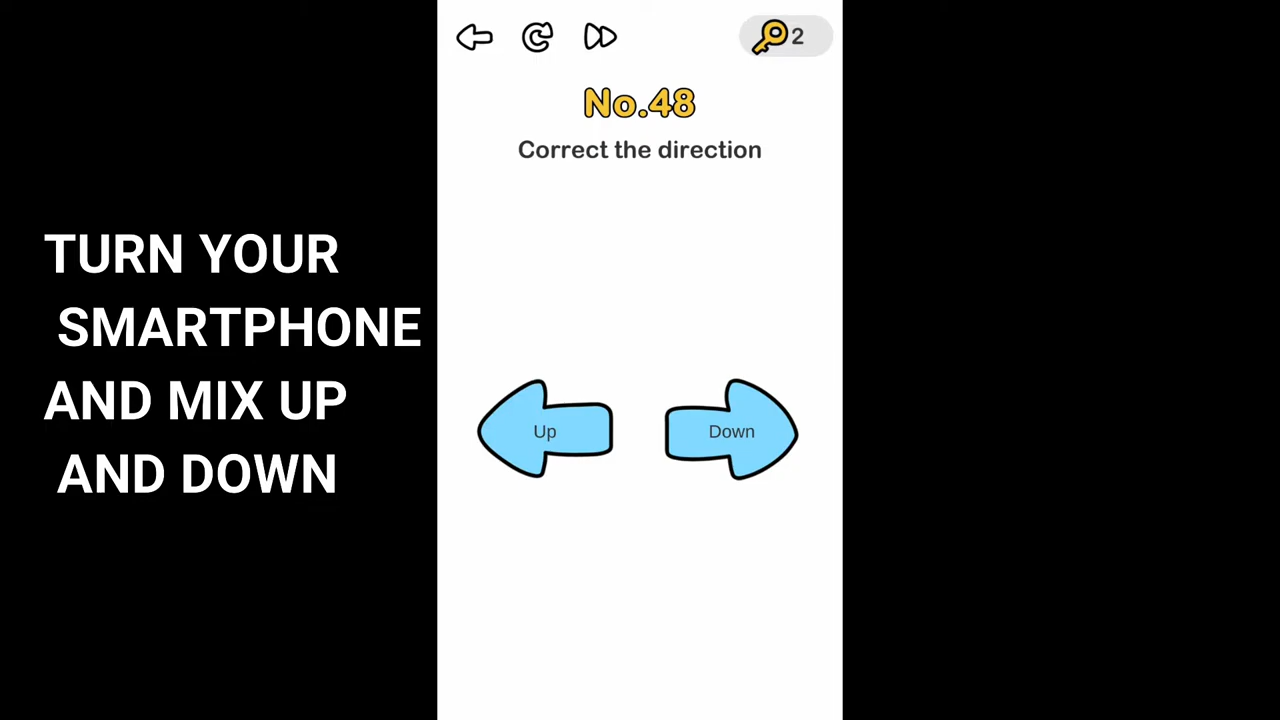 2
No.48
Correct the direction
TURN YOUR
SMARTPHONE
AND MIX UP
AND DOWN
Up
Down